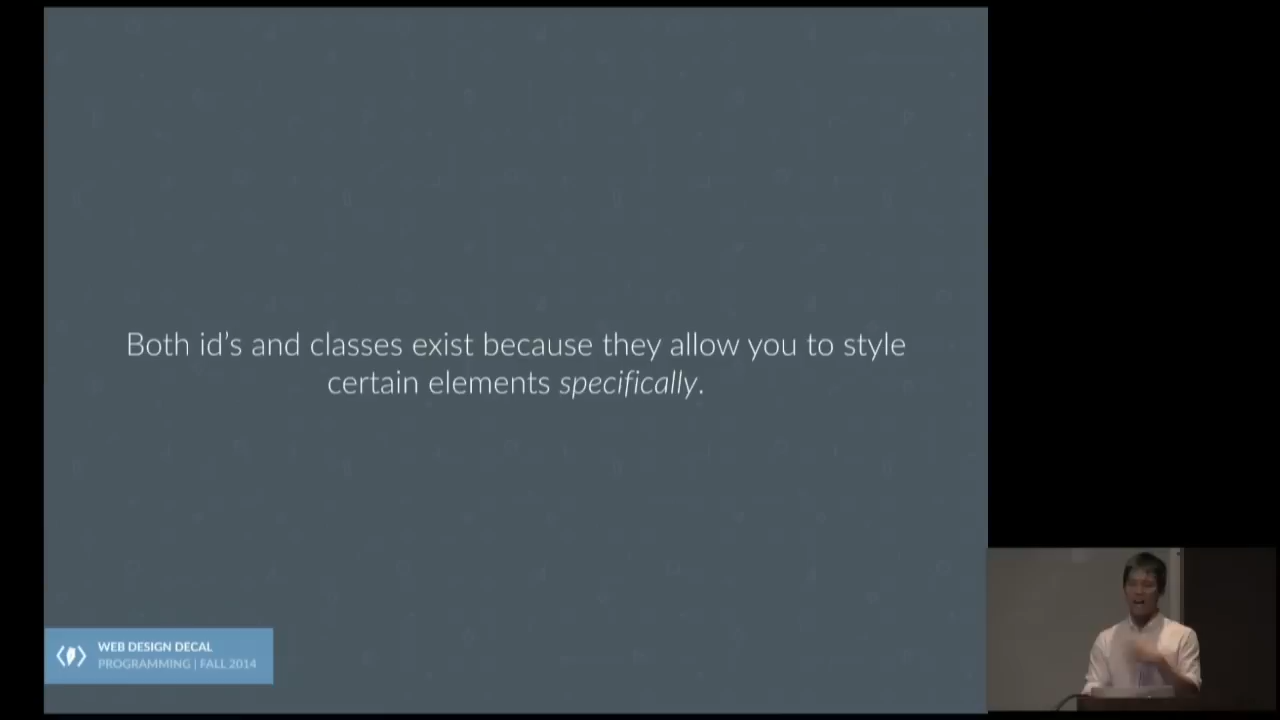 Both id’s and classes exist because they allow you to style
certain elements specifically.
WEB DESIGN DECAL
PROGRAMMING | FALL 2014